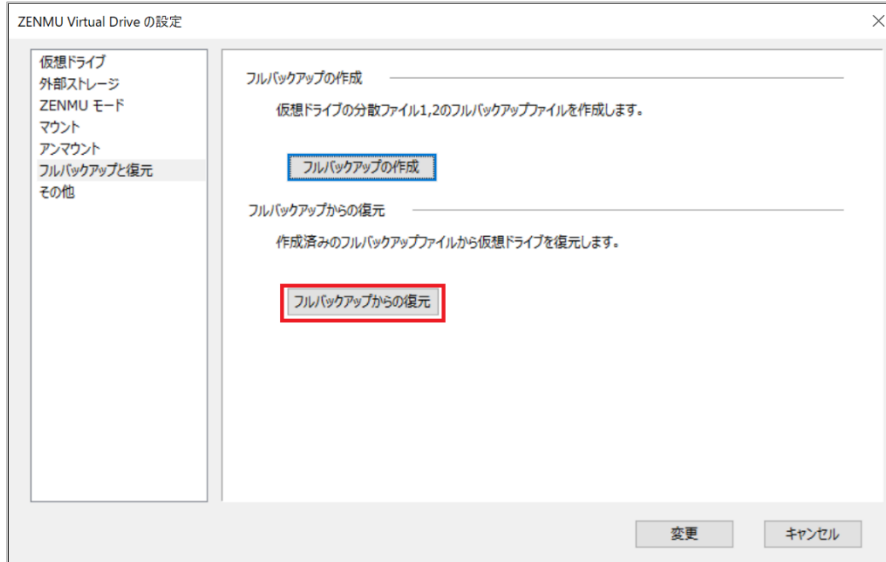 ZENMU Virtual Drive の設定
仮想ドライブ
外部ストレージ
ZENMU モード
マウント
アンマウント
フルバックアップと復元
その他
フルバックアップの作成
仮想ドライブの分散ファイル1,2のフルバックアップファイルを作成します。
フルバックアップの作成
フルバックアップからの復元
作成済みのフルバックアップファイルから仮想ドライブを復元します。
フルバックアップからの復元
変更
キャンセル